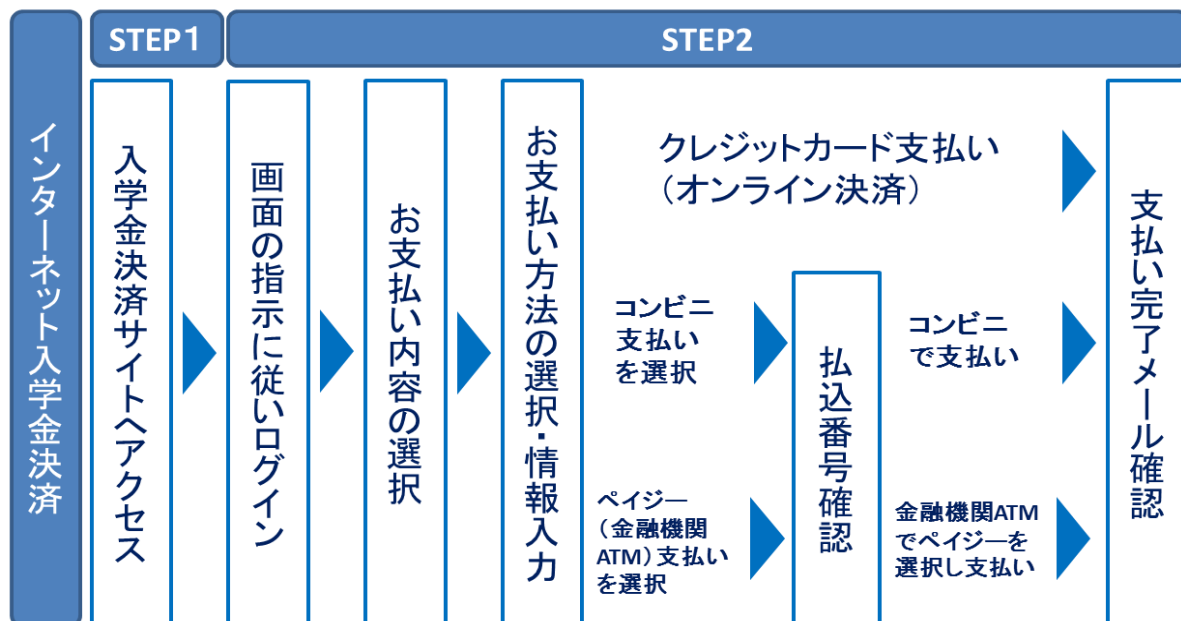 インターネット入学金決済
STEP1
STEP2
入学金決済サイトへアクセス
画面の指示に従いログイン
お支払い内容の選択
お支払い方法の選択・情報入力
クレジットカード支払い
（オンライン決済）
コンビニ
支払い
を選択
ペイジー
（金融機関
ATM）支払い
を選択
払込番号確認
コンビニ
で支払い
金融機関ATM
でペイジーを
選択し支払い
支払い完了メール確認